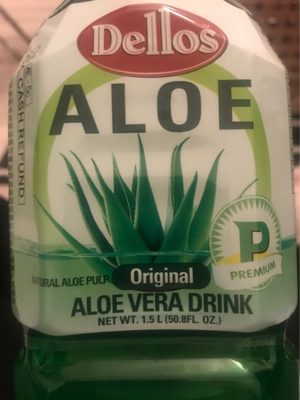 Dellos
ALOE
CASH REFUND
NATURAL ALOE PULP
Original
P
PREMIUM
ALOE VERA DRINK
NET WT. 1.5 L (50.8FL. OZ.)